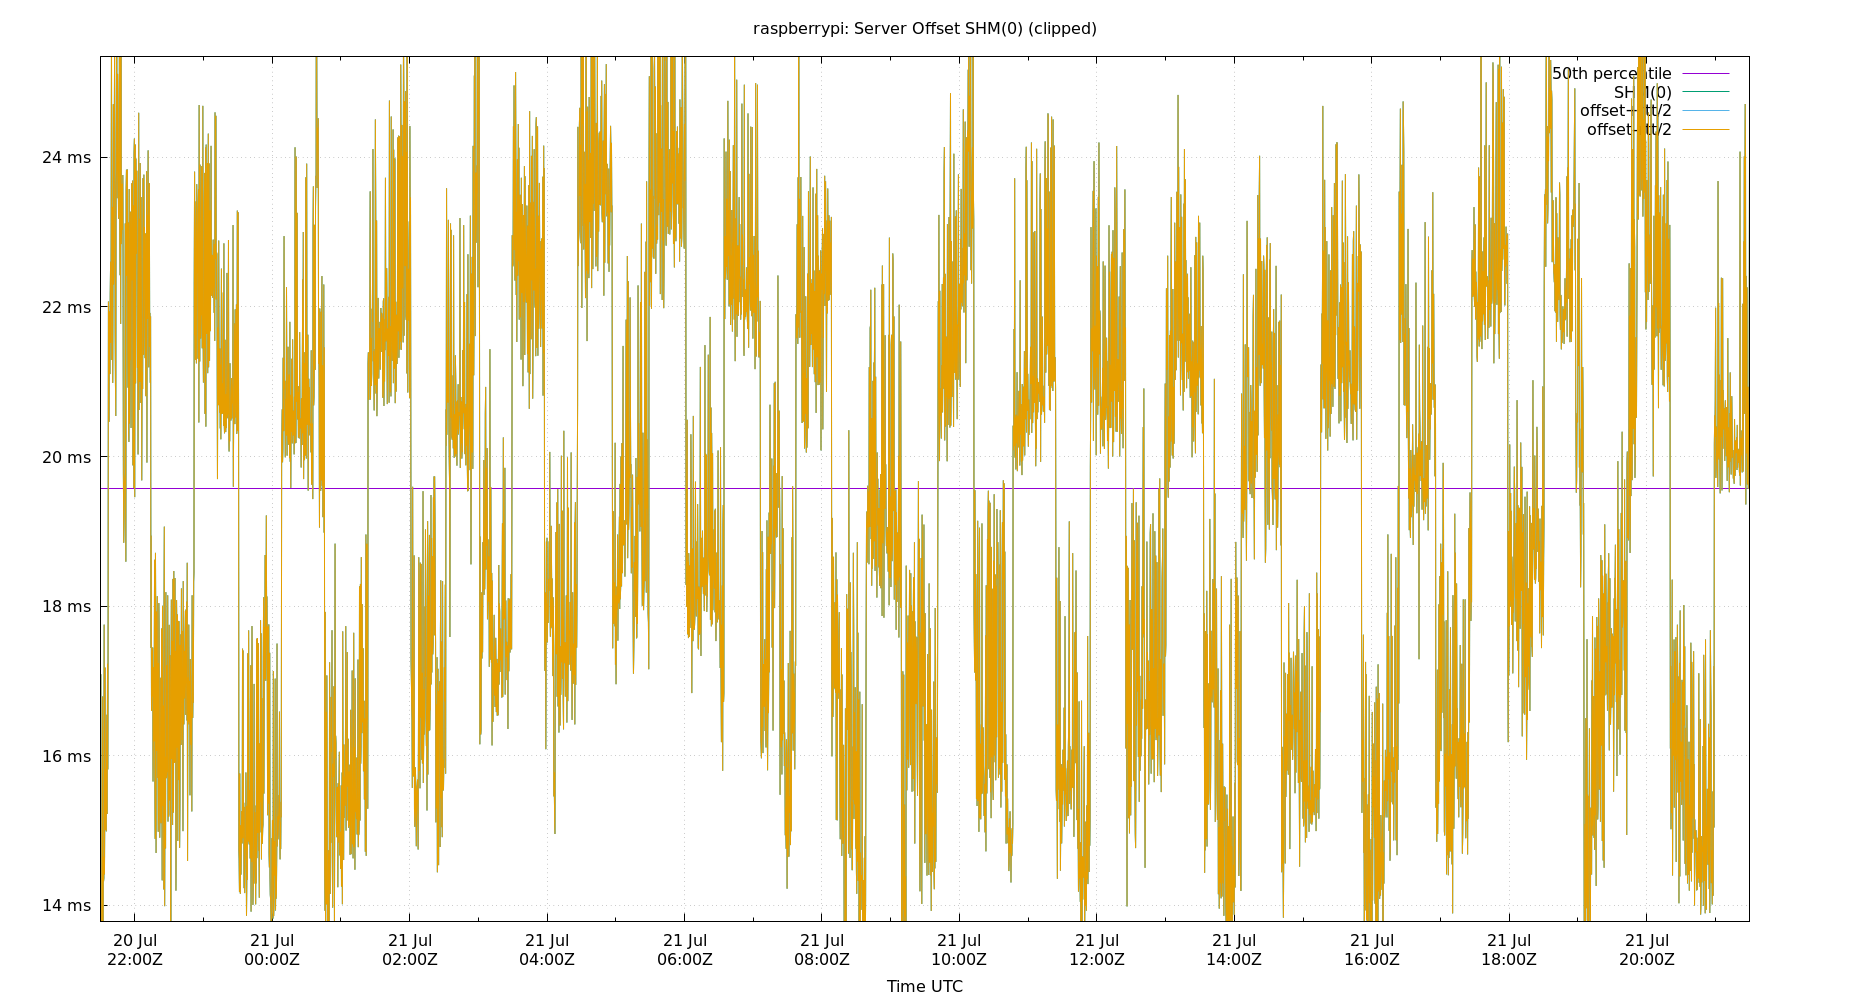 raspberrypi: Server Offset SHM(0) (clipped)
50th percentile
SHM(0)
offset-rtt/2
24 ms
22 ms
20 ms
18 ms
16 ms
14 ms
20 Jul 21 Jul 21 Jul 21 Jul 21 Jul 21 Jul 21 Jul 21 Jul 21 Jul 21 Jul 21 Jul 21 Jul
22:00Z 00:00Z 02:00Z 04:00Z 06:00Z 08:00Z 10:00Z 12:00Z 14:00Z 16:00Z 18:00Z 20:00Z
Time UTC